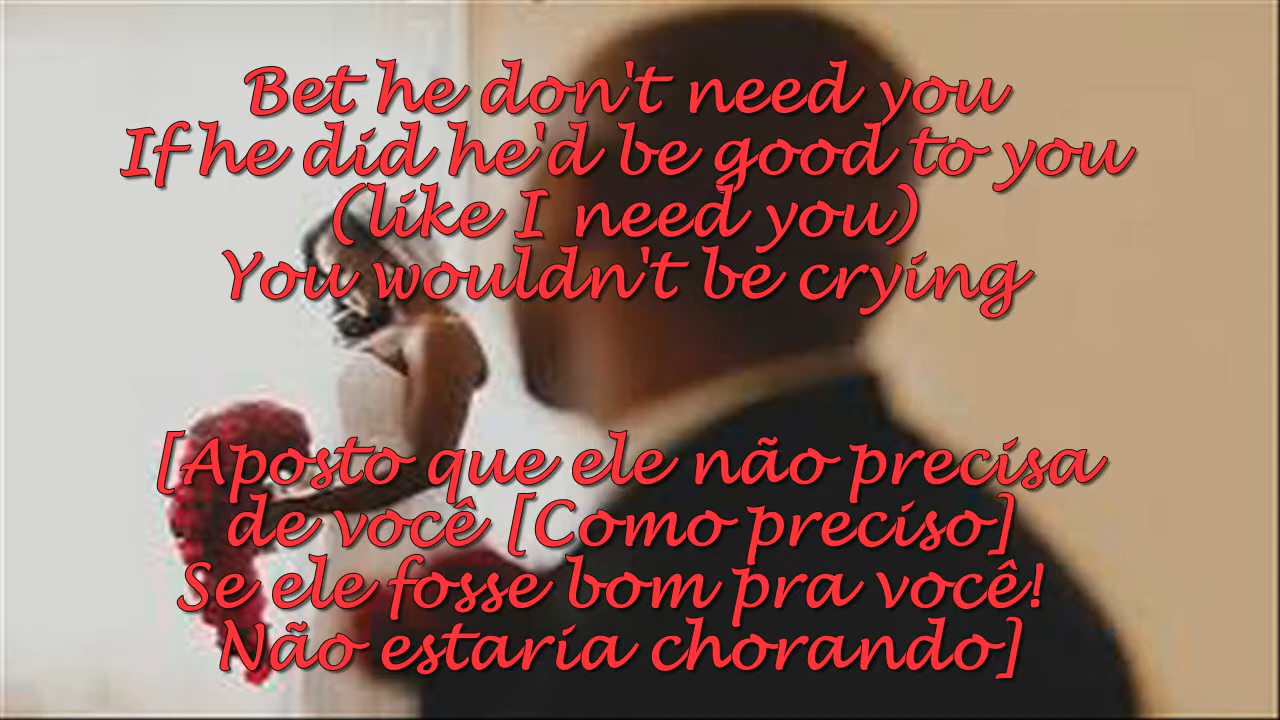 Bet he don't need you
If he did he'd be good to you
(like I need you)
You wouldn't be crying
[Aposto que ele não precisa
de você [Como preciso]
Se ele fosse bom pra você!
Não estaria chorando]